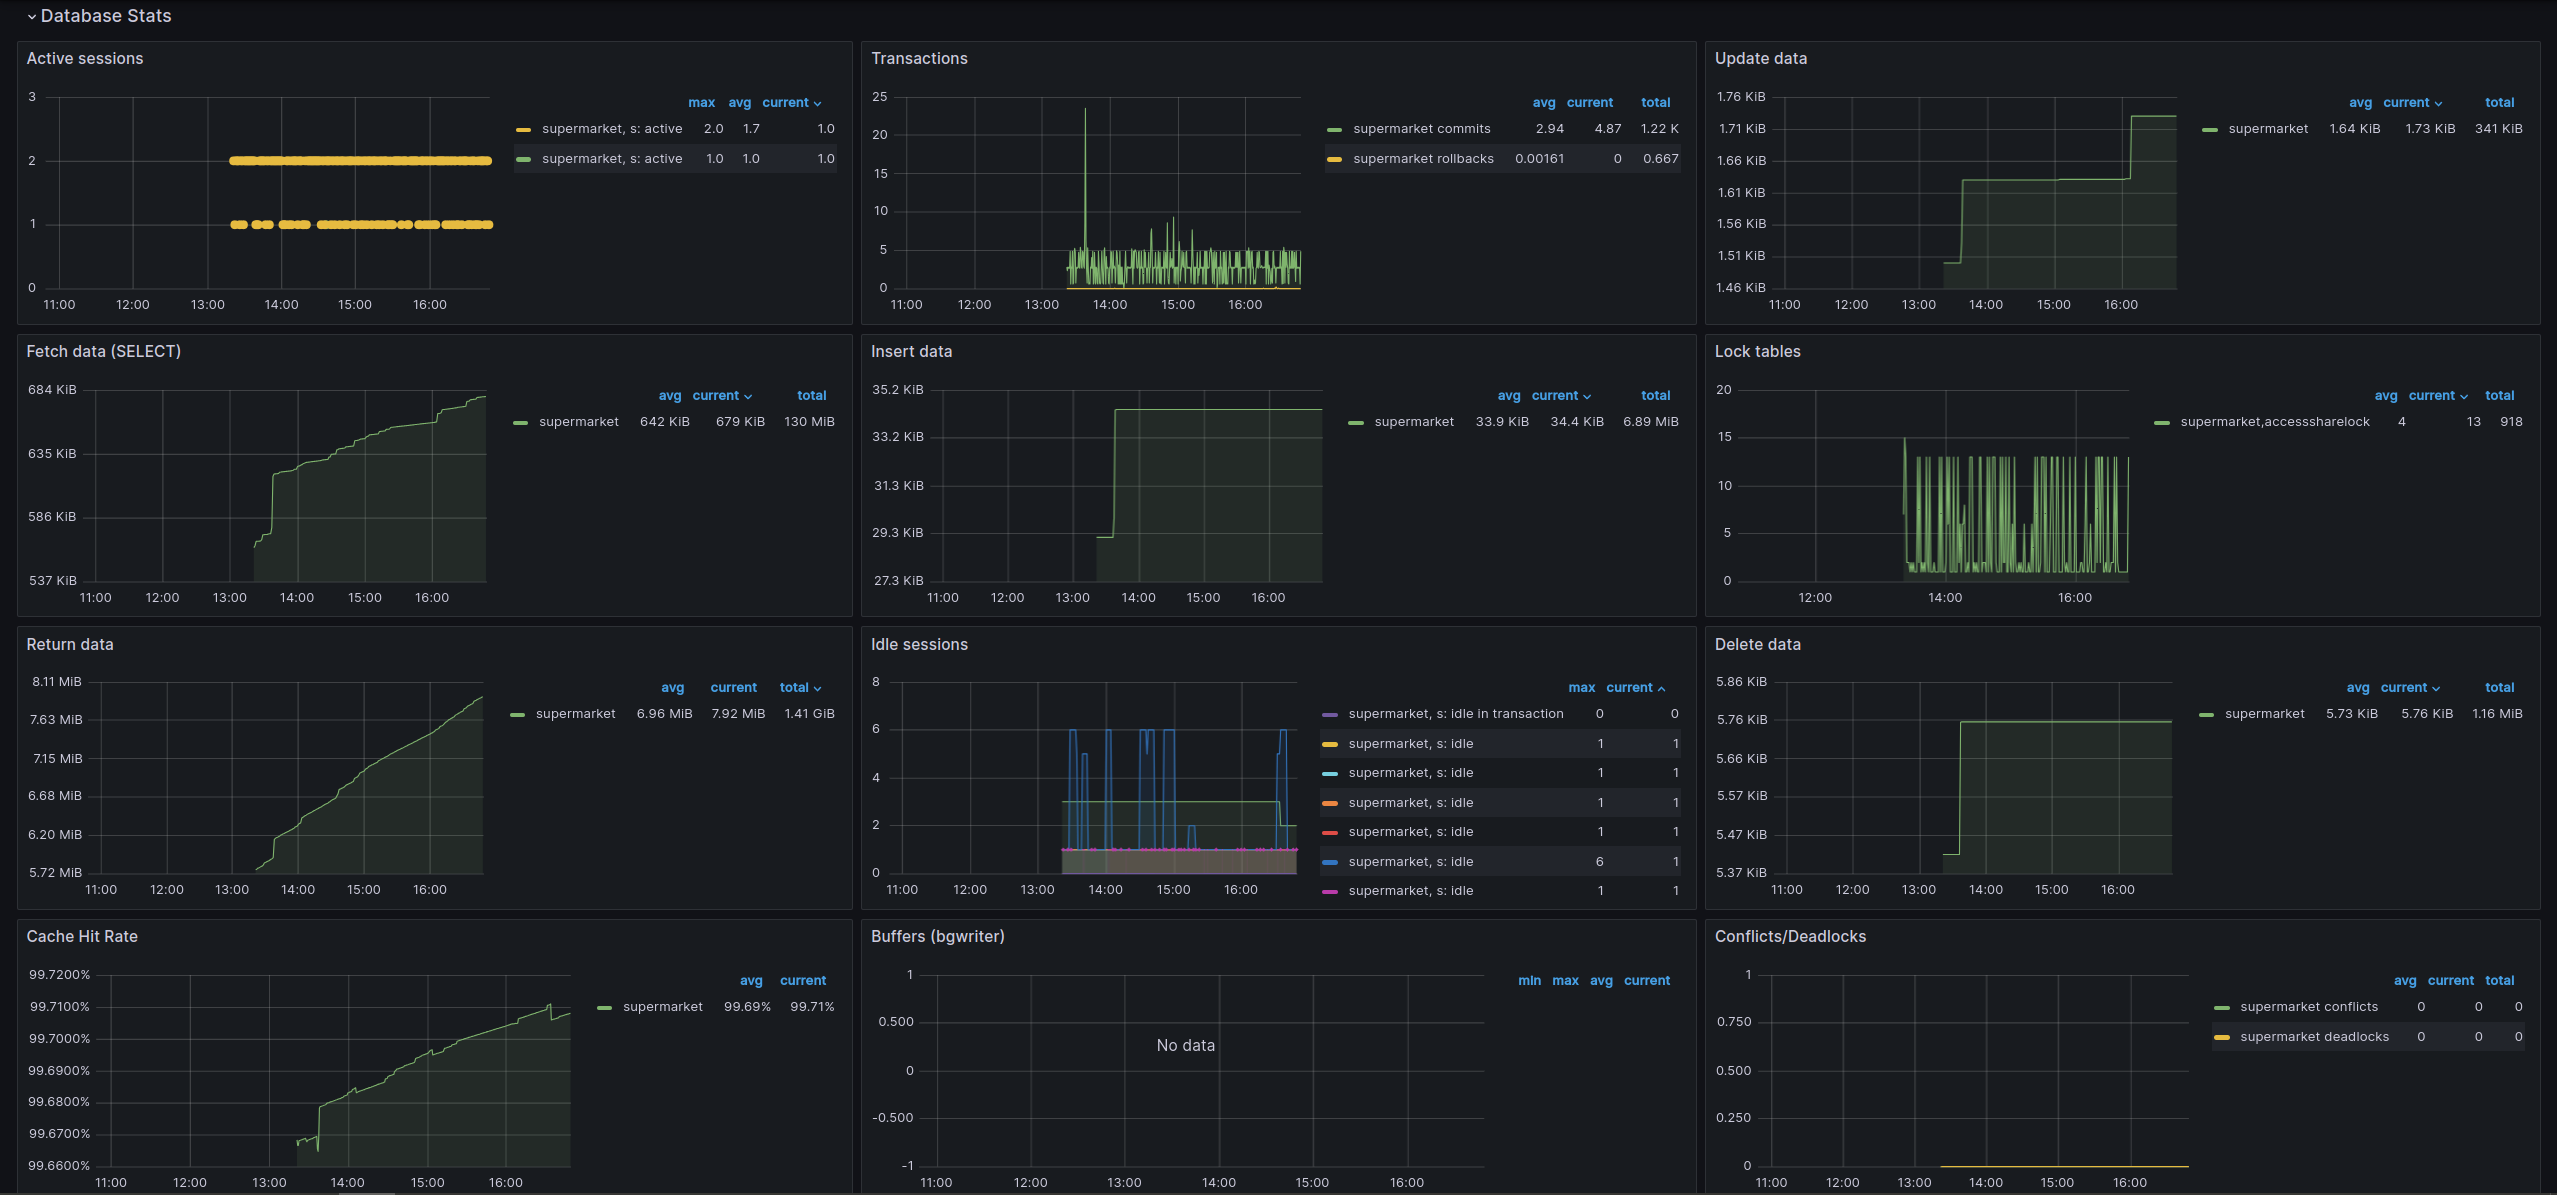 Database Stats
Active sessions
3
2
1
0
11:00 12:00 13:00 14:00 15:00 16:00
max avg current
supermarket, s: active 2.0 1.7 1.0
supermarket, s: active 1.0 1.0 1.0
Transactions
25
20
15
10
5
0
11:00 12:00 13:00 14:00 15:00 16:00
avg current total
supermarket commits 2.94 4.87 1.22 K
supermarket rollbacks 0.00161 0 0.667
Update data
1.76 KiB
1.71 KiB
1.66 KiB
1.61 KiB
1.56 KiB
1.51 KiB
1.46 KiB
11:00 12:00 13:00 14:00 15:00 16:00
avg current total
supermarket 1.64 KiB 1.73 KiB 341 KiB
Fetch data (SELECT)
684 KiB
635 KiB
586 KiB
537 KiB
11:00 12:00 13:00 14:00 15:00 16:00
avg current total
supermarket 642 KiB 679 KiB 130 MiB
Insert data
35.2 KiB
33.2 KiB
31.3 KiB
29.3 KiB
27.3 KiB
11:00 12:00 13:00 14:00 15:00 16:00
avg current total
supermarket 33.9 KiB 34.4 KiB 6.89 MiB
Lock tables
20
15
10
5
0
12:00 14:00 16:00
avg current total
supermarket,accesssharelock 4 13 918
Return data
8.11 MiB
7.63 MiB
7.15 MiB
6.68 MiB
6.20 MiB
5.72 MiB
11:00 12:00 13:00 14:00 15:00 16:00
avg current total
supermarket 6.96 MiB 7.92 MiB 1.41 GiB
Idle sessions
8
6
4
2
0
11:00 12:00 13:00 14:00 15:00 16:00
max current
supermarket, s: idle in transaction 0 0
supermarket, s: idle 1 1
supermarket, s: idle 1 1
supermarket, s: idle 1 1
supermarket, s: idle 1 1
supermarket, s: idle 6 1
supermarket, s: idle 1 1
Delete data
5.86 KiB
5.76 KiB
5.66 KiB
5.57 KiB
5.47 KiB
5.37 KiB
11:00 12:00 13:00 14:00 15:00 16:00
avg current total
supermarket 5.73 KiB 5.76 KiB 1.16 MiB
Cache Hit Rate
99.7200%
99.7100%
99.7000%
99.6900%
99.6800%
99.6700%
99.6600%
11:00 12:00 13:00 14:00 15:00 16:00
avg current
supermarket 99.69% 99.71%
Buffers (bgwriter)
1
0.500
0
-0.500
-1
No data
11:00 12:00 13:00 14:00 15:00 16:00
min max avg current
Conflicts/Deadlocks
1
0.750
0.500
0.250
0
11:00 12:00 13:00 14:00 15:00 16:00
avg current total
supermarket conflicts 0 0 0
supermarket deadlocks 0 0 0